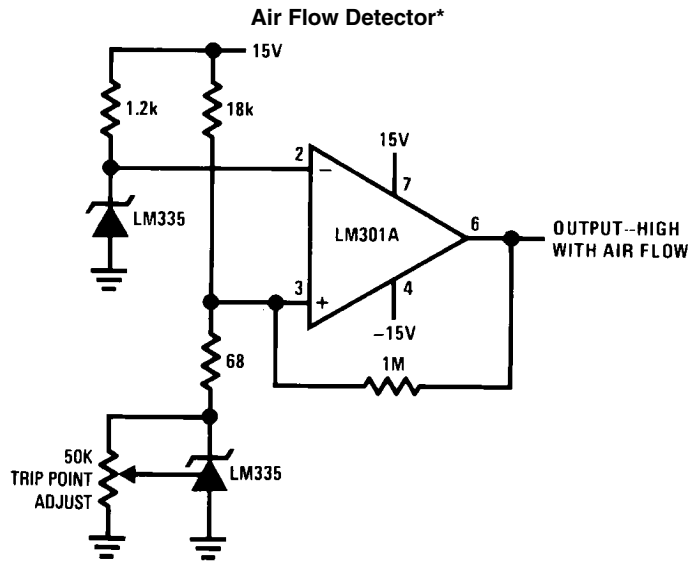 Air Flow Detector*
15V
1.2k
18k
LM335
2
−
15V
7
LM301A
6
OUTPUT--HIGH
WITH AIR FLOW
3
+
4
−15V
1M
68
50K
TRIP POINT
ADJUST
LM335